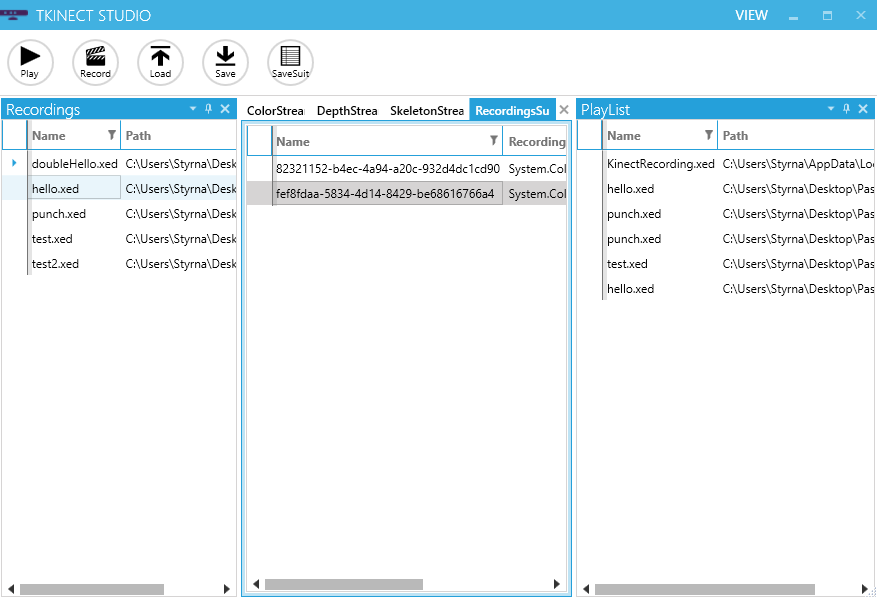 TKINECT STUDIO
VIEW
Play
Record
Load
Save
SaveSuit
Recordings
Name
Path
doubleHello.xed C:\Users\Styrna\Desk
hello.xed C:\Users\Styrna\Desk
punch.xed C:\Users\Styrna\Desk
test.xed C:\Users\Styrna\Desk
test2.xed C:\Users\Styrna\Desk
ColorStrea DepthStrea SkeletonStrea RecordingsSu
Name
Recording
82321152-b4ec-4a94-a20c-932d4dc1cd90 System.Col
fef8fdaa-5834-4d14-8429-be68616766a4 System.Col
PlayList
Name
Path
KinectRecording.xed C:\Users\Styrna\AppData\Loc
hello.xed C:\Users\Styrna\Desktop\Pas
punch.xed C:\Users\Styrna\Desktop\Pas
punch.xed C:\Users\Styrna\Desktop\Pas
test.xed C:\Users\Styrna\Desktop\Pas
hello.xed C:\Users\Styrna\Desktop\Pas